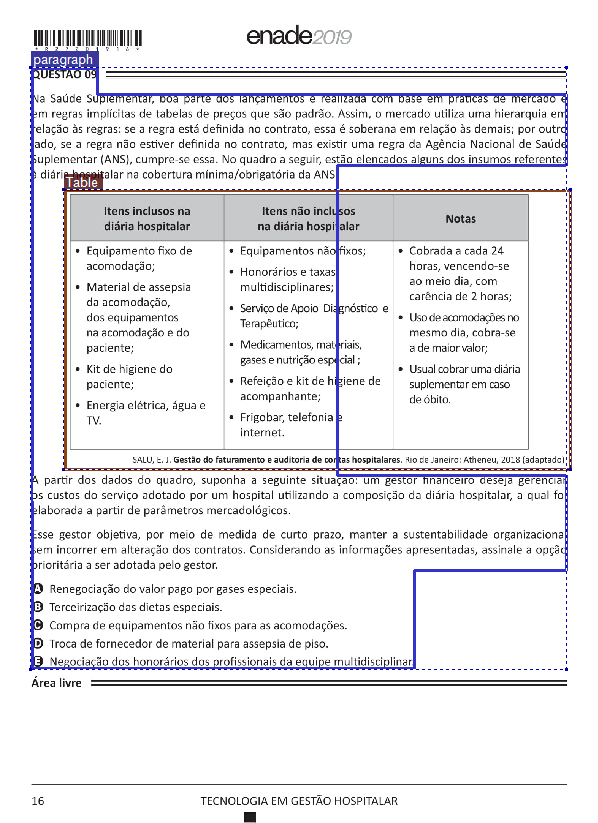 *R2720191 6*
enade2019
paragraph
QUESTÃO 09
Na Saúde Suplementar, boa parte dos lançamentos é realizada com base em práticas de mercado e
em regras implícitas de tabelas de preços que são padrão. Assim, o mercado utiliza uma hierarquia em
relação às regras: se a regra está definida no contrato, essa é soberana em relação às demais; por outro
lado, se a regra não estiver definida no contrato, mas existir uma regra da Agência Nacional de Saúde
Suplementar (ANS), cumpre-se essa. No quadro a seguir, estão elencados alguns dos insumos referentes
à diária hospitalar na cobertura mínima/obrigatória da ANS
Table
Itens inclusos na
diária hospitalar
• Equipamento fixo de
acomodação;
• Material de assepsia
da acomodação,
dos equipamentos
na acomodação e do
paciente;
• Kit de higiene do
paciente;
• Energia elétrica, água e
TV.
Itens não inclusos
na diária hospitalar
• Equipamentos não fixos;
• Honorários e taxas
multidisciplinares;
• Serviço de Apoio Diagnóstico e
Terapêutico;
• Medicamentos, materiais,
gases e nutrição especial ;
• Refeição e kit de higiene de
acompanhante;
• Frigobar, telefonia e
internet.
Notas
• Cobrada a cada 24
horas, vencendo-se
ao meio dia, com
carência de 2 horas;
• Uso de acomodações no
mesmo dia, cobra-se
a de maior valor;
• Usual cobrar uma diária
suplementar em caso
de óbito.
SALU, E. J. Gestão do faturamento e auditoria de contas hospitalares. Rio de Janeiro: Atheneu, 2018 (adaptado)
A partir dos dados do quadro, suponha a seguinte situação: um gestor financeiro deseja gerenciar
os custos do serviço adotado por um hospital utilizando a composição da diária hospitalar, a qual foi
elaborada a partir de parâmetros mercadológicos.
Esse gestor objetiva, por meio de medida de curto prazo, manter a sustentabilidade organizacional
sem incorrer em alteração dos contratos. Considerando as informações apresentadas, assinale a opção
prioritária a ser adotada pelo gestor.
A Renegociação do valor pago por gases especiais.
B Terceirização das dietas especiais.
C Compra de equipamentos não fixos para as acomodações.
D Troca de fornecedor de material para assepsia de piso.
E Negociação dos honorários dos profissionais da equipe multidisciplinar.
Área livre
16
TECNOLOGIA EM GESTÃO HOSPITALAR